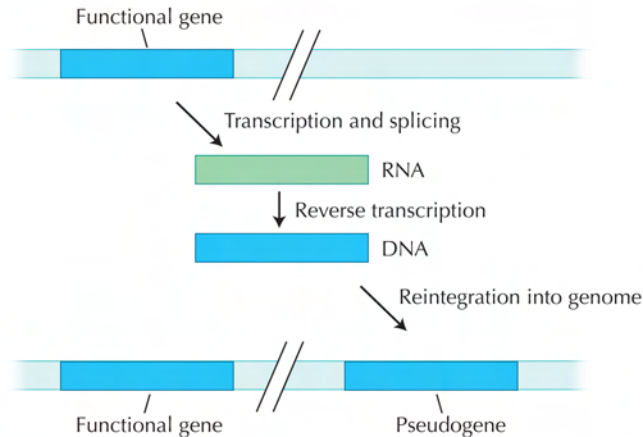 Functional gene
Transcription and splicing
RNA
Reverse transcription
DNA
Reintegration into genome
Functional gene
Pseudogene